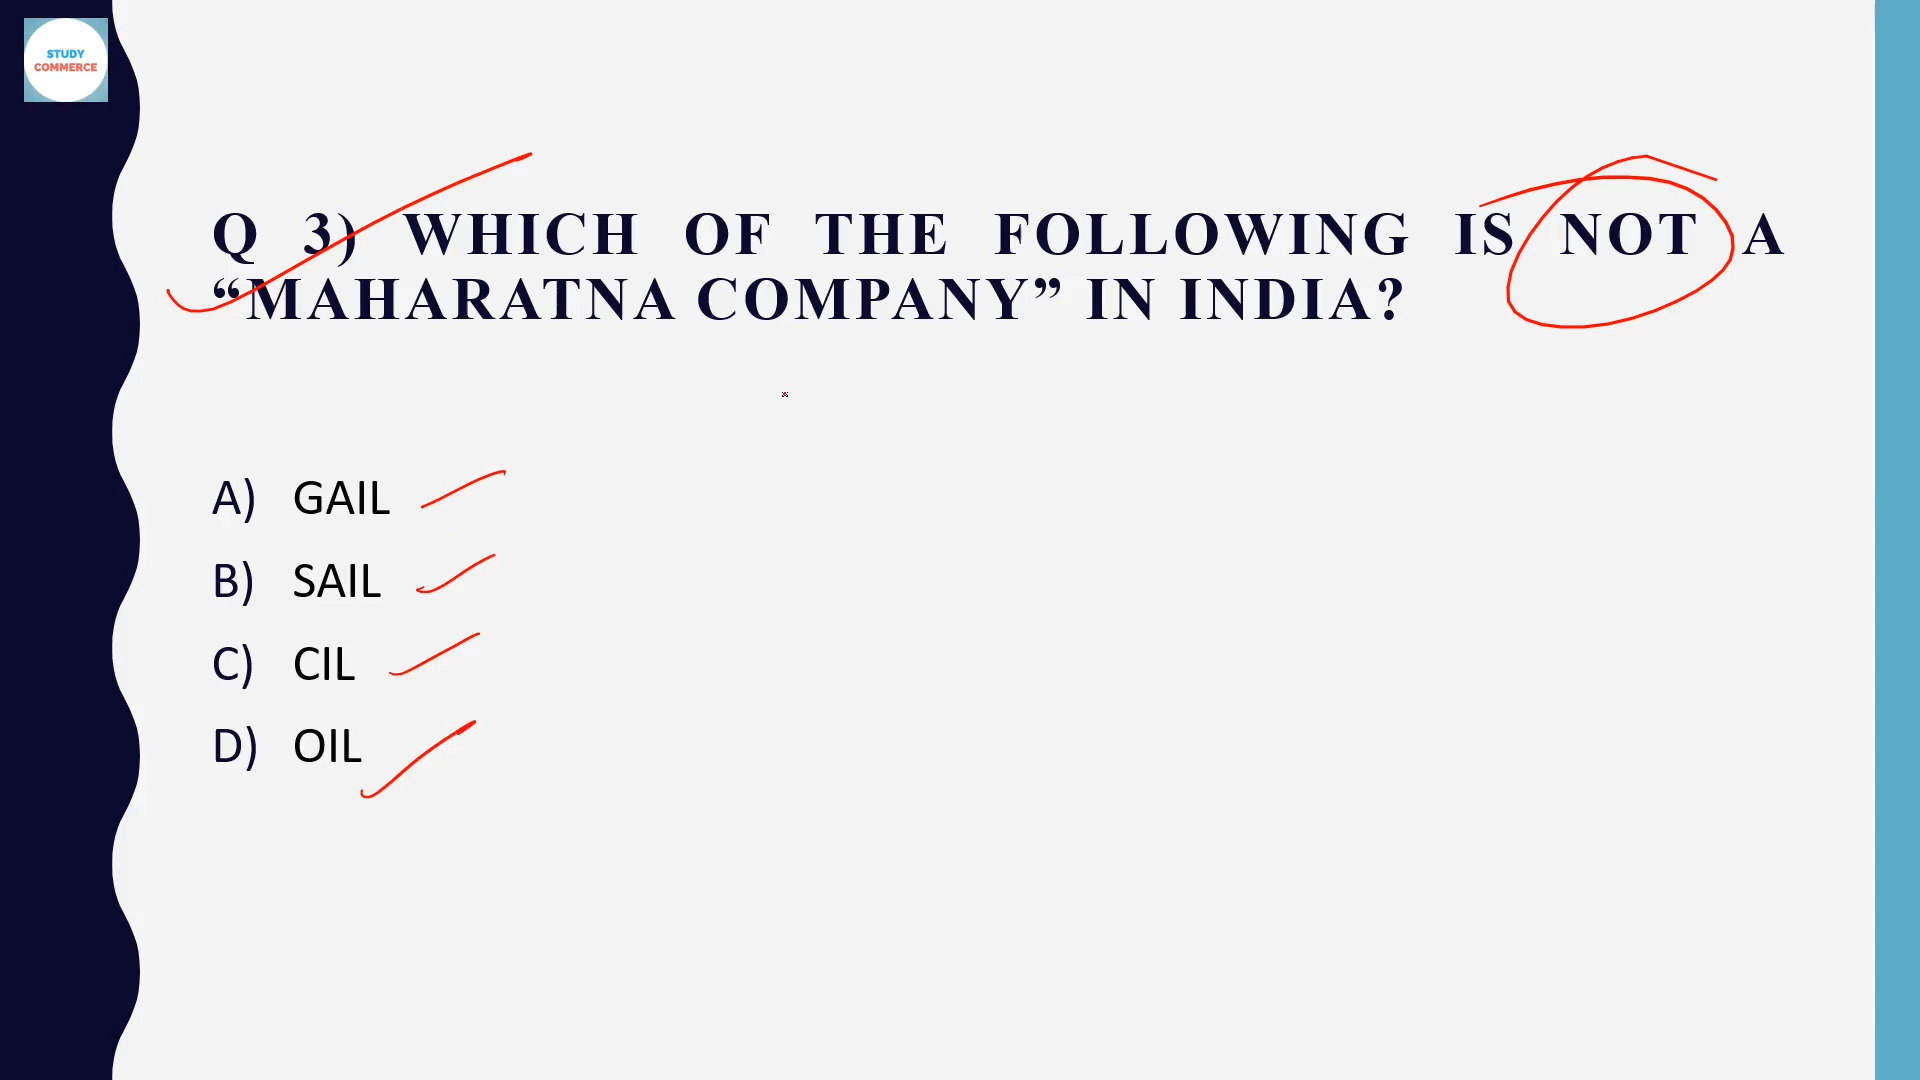 STUDY
COMMERCE
Q 3) WHICH OF THE FOLLOWING IS NOT A
“MAHARATNA COMPANY” IN INDIA?
A) GAIL
B) SAIL
C) CIL
D) OIL